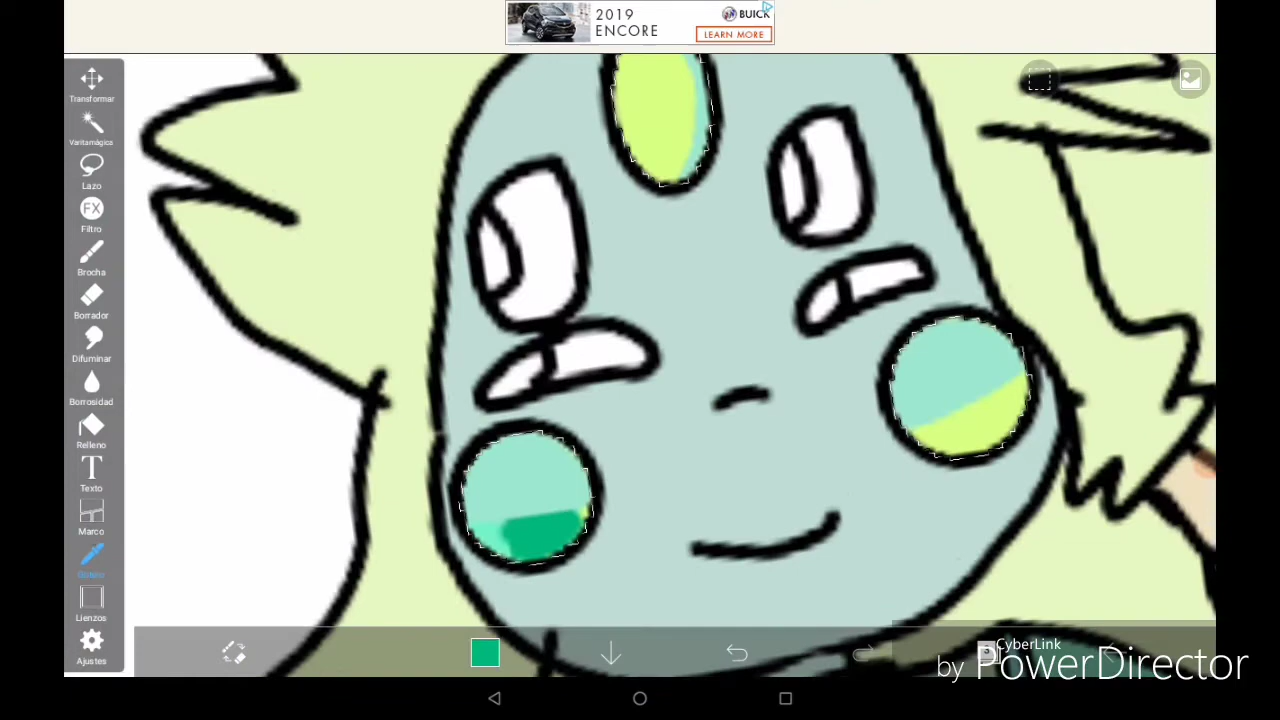 2019
ENCORE
BUICK
LEARN MORE
Transformar
Varitamágica
Lazo
FX
Filtro
Brocha
Borrador
Difuminar
Borrosidad
Relleno
T
Texto
Marco
Lienzos
Ajustes
CyberLink
by PowerDirector